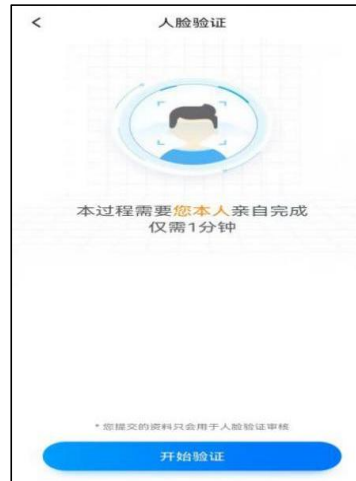 人脸验证
本过程需要您本人亲自完成
仅需1分钟
* 您提交的资料只会用于人脸验证审核
开始验证